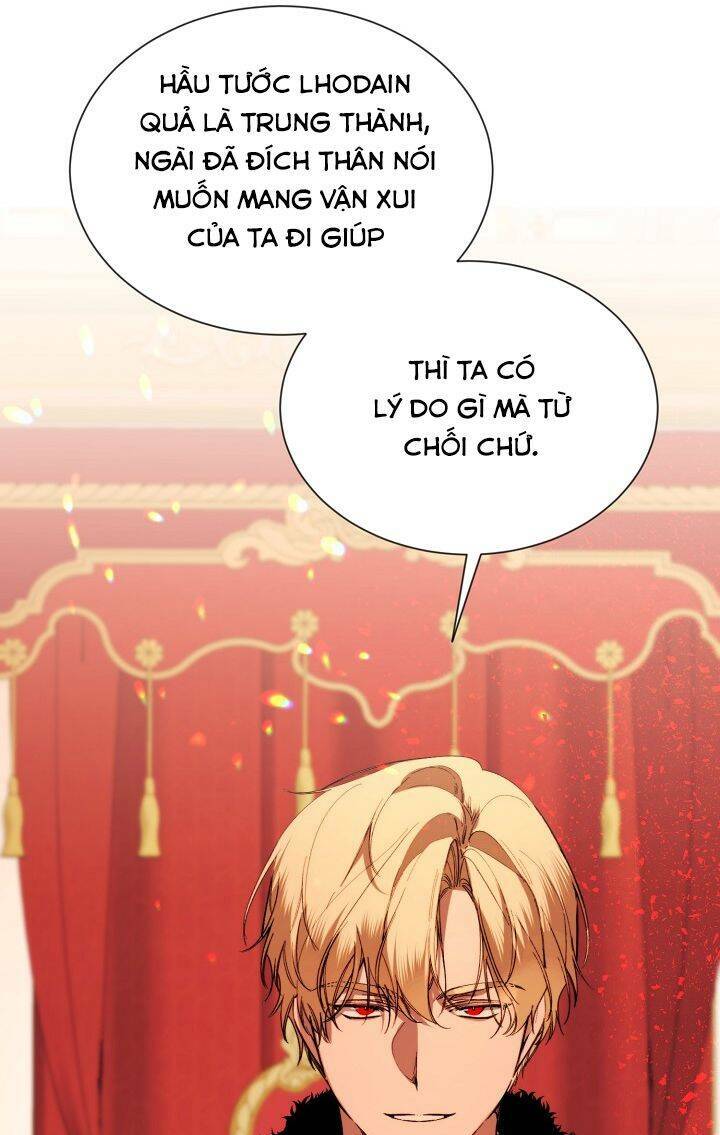 HẦU TƯỚC LHODAIN
QUẢ LÀ TRUNG THÀNH,
NGÀI ĐÃ ĐÍCH THÂN NÓI
MUỐN MANG VẬN XUI
CỦA TA ĐI GIÚP
THÌ TA CÓ
LÝ DO GÌ MÀ TỪ
CHỐI CHỨ.